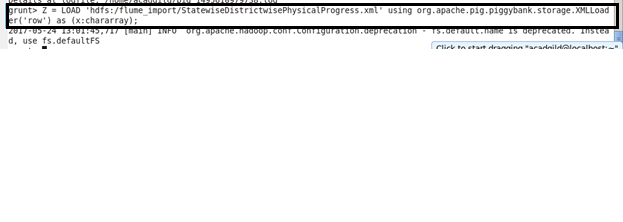 grunt> Z = LOAD 'hdfs:/flume_import/StatewiseDistrictwisePhysicalProgress.xml' using org.apache.pig.piggybank.storage.XMLLoad
er('row') as (x:chararray);
2017-05-24 13:01:45,717 [main] INFO  org.apache.hadoop.conf.Configuration.deprecation - fs.default.name is deprecated. Instea
d, use fs.defaultFS
Click to start dragging "acadgild@localhost:~"